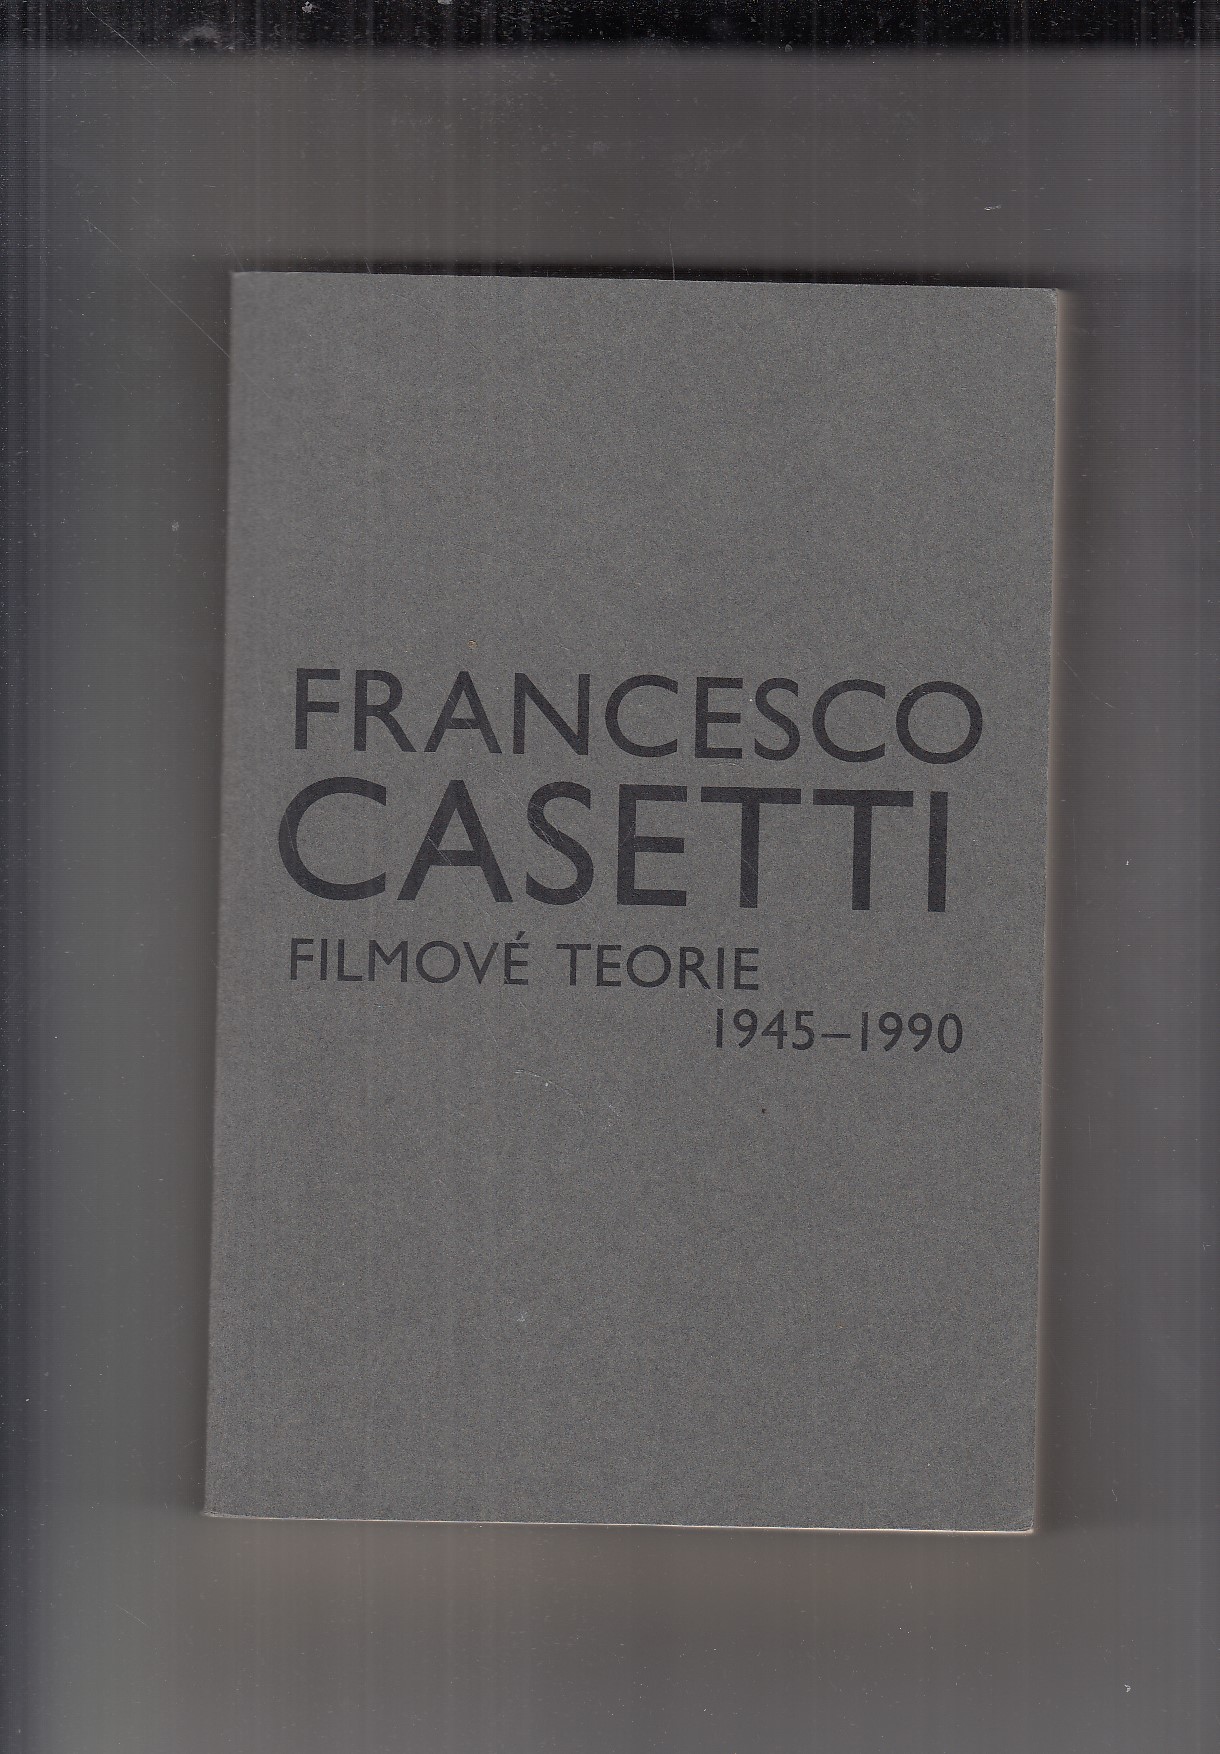 FRANCESCO
CASETTI
FILMOVÉ TEORIE
1945–1990